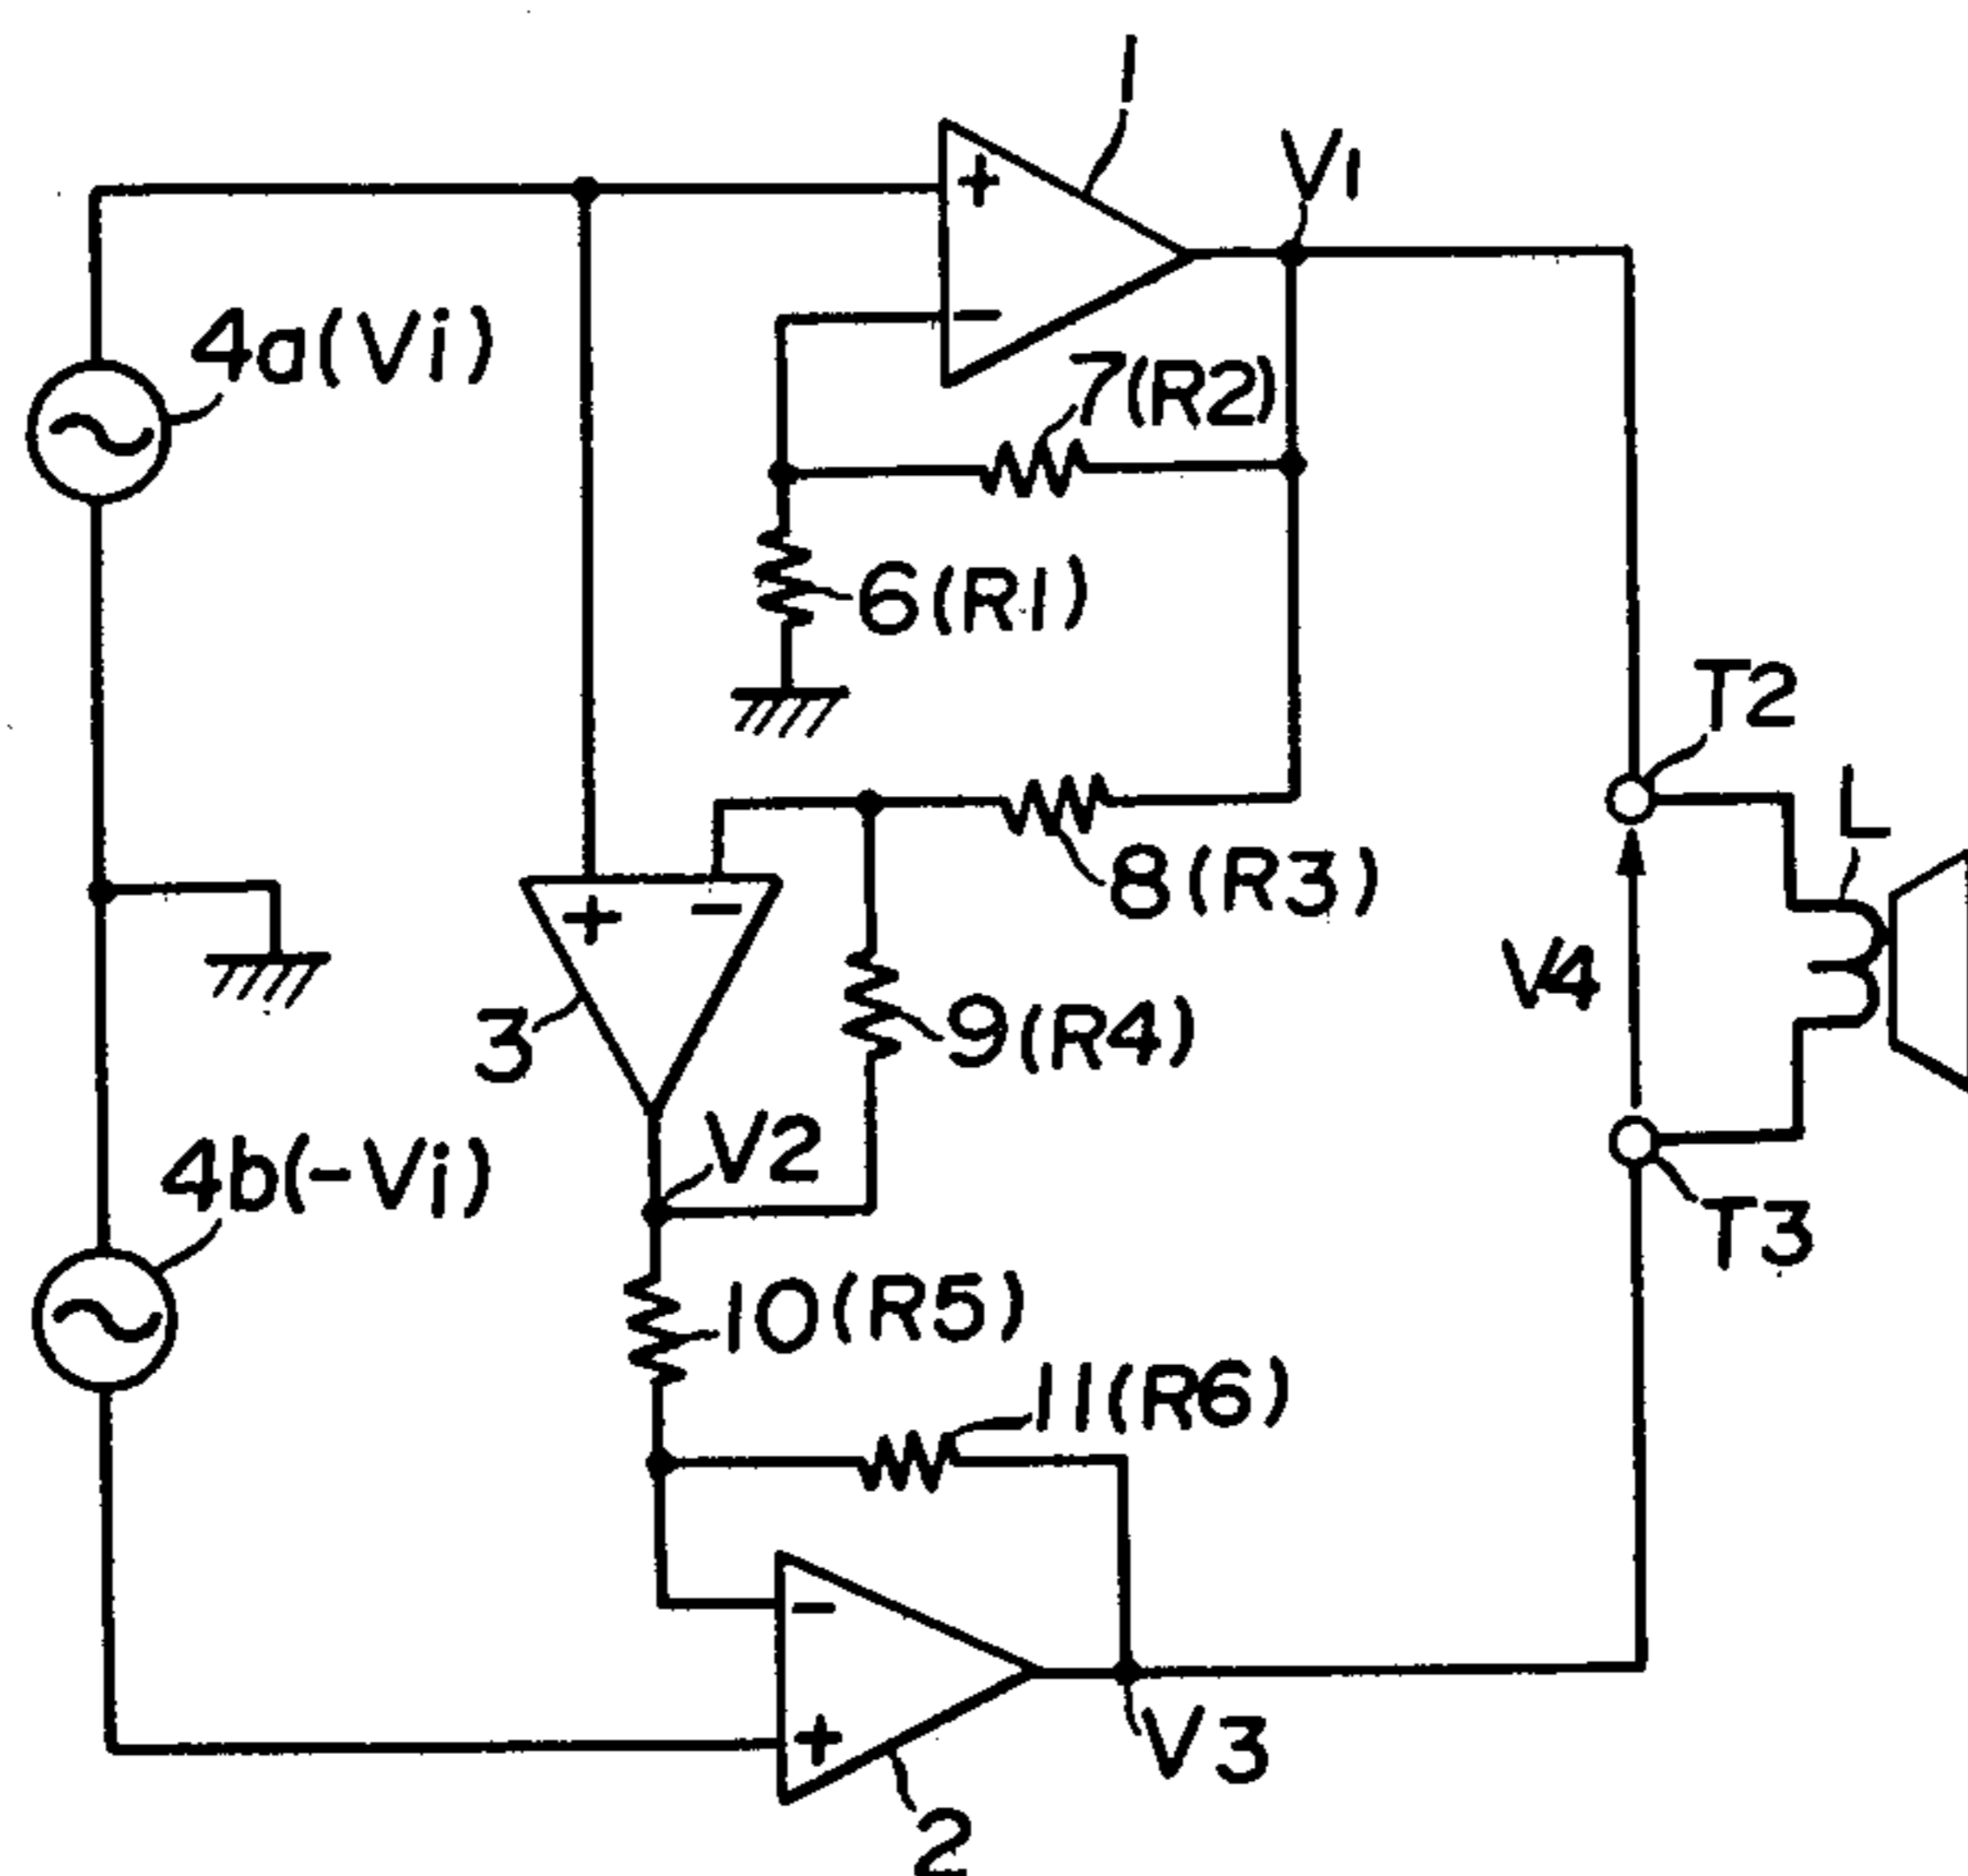 1
V1
+
4a(Vi)
−
7(R2)
6(R1)
T2
L
8(R3)
+ −
V4
3
9(R4)
V2
4b(-Vi)
T3
10(R5)
11(R6)
−
+
V3
2